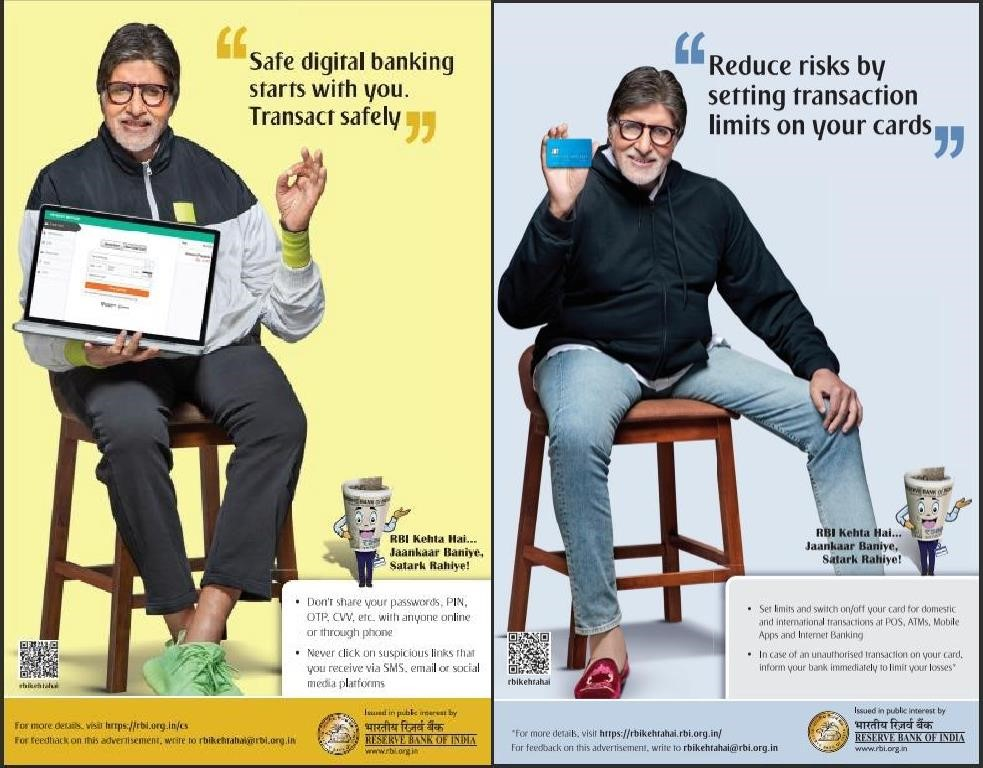 “Safe digital banking
starts with you.
Transact safely”
RBI Kehta Hai...
Jaankaar Baniye,
Satark Rahiye!
• Don't share your passwords, PIN,
OTP, CVV, etc. with anyone online
or through phone
• Never click on suspicious links that
you receive via SMS, email or social
media platforms
rbikehtahai
For more details, visit https://rbi.org.in/cs
For feedback on this advertisement, write to rbikehtahai@rbi.org.in
Issued in public interest by
भारतीय रिज़र्व बैंक
RESERVE BANK OF INDIA
www.rbi.org.in
“Reduce risks by
setting transaction
limits on your cards”
RBI Kehta Hai...
Jaankaar Baniye,
Satark Rahiye!
• Set limits and switch on/off your card for domestic
and international transactions at POS, ATMs, Mobile
Apps and Internet Banking
• In case of an unauthorised transaction on your card,
inform your bank immediately to limit your losses*
rbikehtahai
*For more details, visit https://rbikehtahai.rbi.org.in/
For feedback on this advertisement, write to rbikehtahai@rbi.org.in
Issued in public interest by
भारतीय रिज़र्व बैंक
RESERVE BANK OF INDIA
www.rbi.org.in